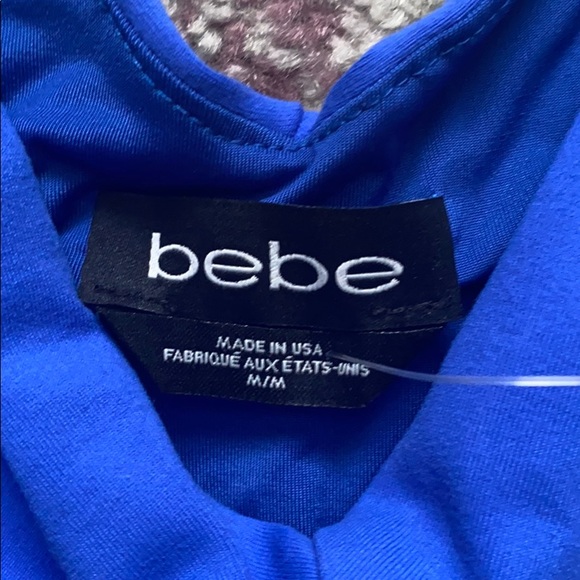 bebe
MADE IN USA
FABRIQUÉ AUX ÉTATS-UNIS
M/M